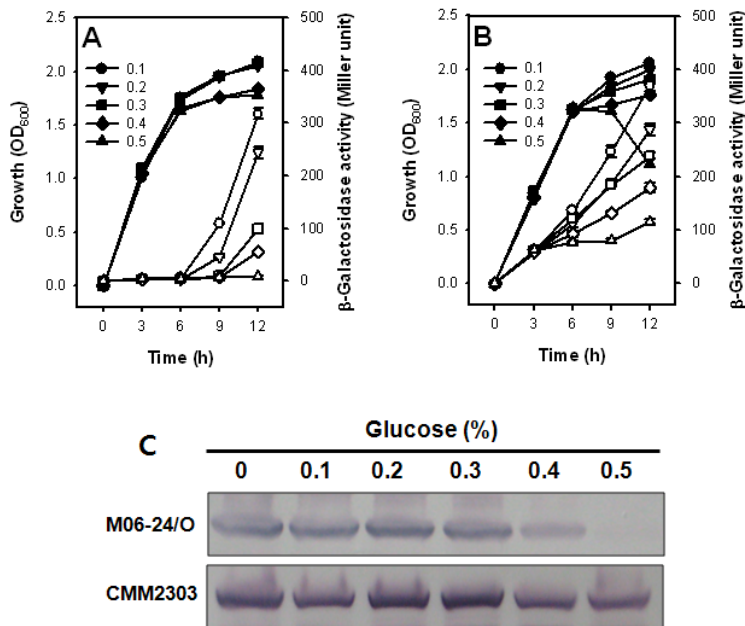 A
Growth (OD600)
2.5
2.0
1.5
1.0
0.5
0.0
0.1
0.2
0.3
0.4
0.5
500
400
300
200
100
0
β-Galactosidase activity (Miller unit)
0 3 6 9 12
Time (h)
B
Growth (OD600)
2.5
2.0
1.5
1.0
0.5
0.0
0.1
0.2
0.3
0.4
0.5
500
400
300
200
100
0
β-Galactosidase activity (Miller unit)
0 3 6 9 12
Time (h)
C
Glucose (%)
0 0.1 0.2 0.3 0.4 0.5
M06-24/O
CMM2303